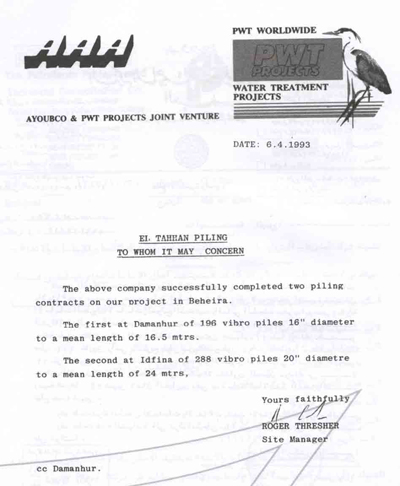 AAA
PWT WORLDWIDE
PWT
PROJECTS
WATER TREATMENT
PROJECTS
AYOUBCO & PWT PROJECTS JOINT VENTURE
DATE: 6.4.1993
EL TAHHAN PILING
TO WHOM IT MAY CONCERN
The above company successfully completed two piling
contracts on our project in Beheira.
The first at Damanhur of 196 vibro piles 16" diameter
to a mean length of 16.5 mtrs.
The second at Idfina of 288 vibro piles 20" diametre
to a mean length of 24 mtrs,
Yours faithfully
ROGER THRESHER
Site Manager
cc Damanhur.